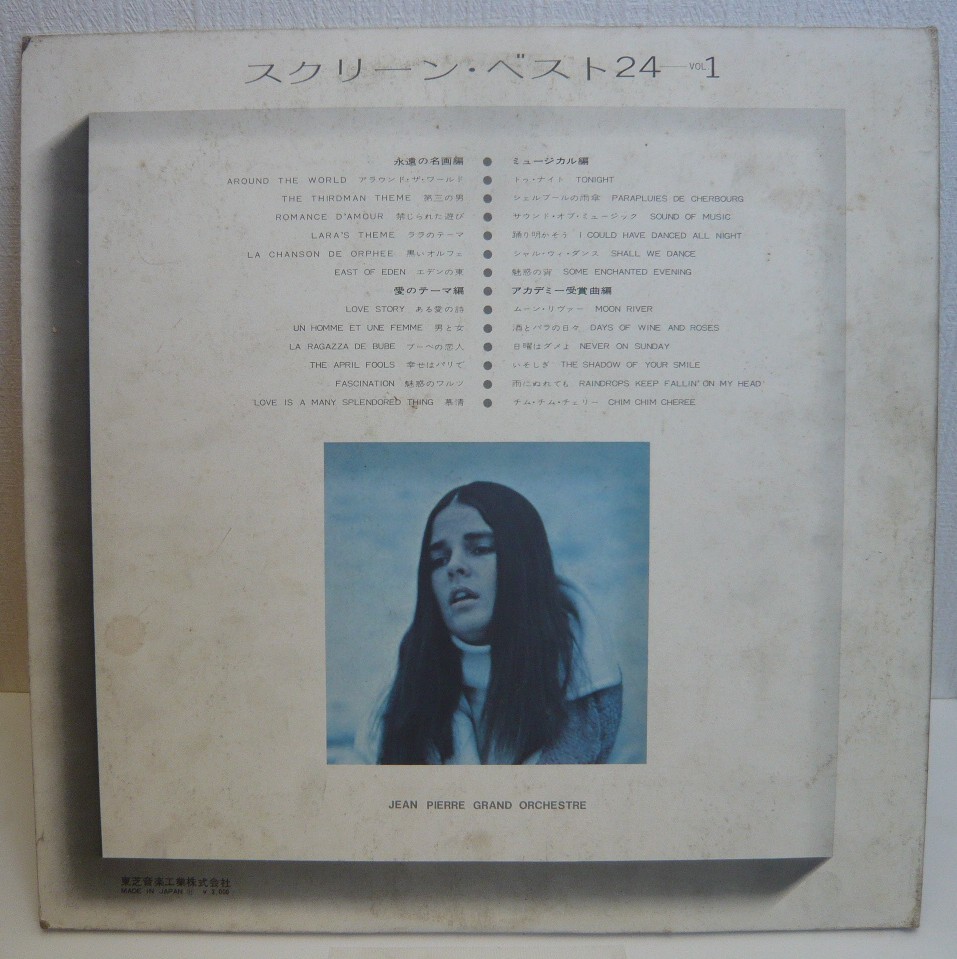 スクリーン・ベスト24—VOL1
永遠の名画編
AROUND THE WORLD アラウンド・ザ・ワールド
THE THIRDMAN THEME 第三の男
ROMANCE D'AMOUR 禁じられた遊び
LARA'S THEME ララのテーマ
LA CHANSON DE ORPHEE 黒いオルフェ
EAST OF EDEN エデンの東
愛のテーマ編
LOVE STORY ある愛の詩
UN HOMME ET UNE FEMME 男と女
LA RAGAZZA DE BUBE ブーベの恋人
THE APRIL FOOLS 幸せはパリで
FASCINATION 魅惑のワルツ
LOVE IS A MANY SPLENDORED THING 慕情
ミュージカル編
トゥ・ナイト TONIGHT
シェルブールの雨傘 PARAPLUIES DE CHERBOURG
サウンド・オブ・ミュージック SOUND OF MUSIC
踊り明かそう I COULD HAVE DANCED ALL NIGHT
シャル・ウィ・ダンス SHALL WE DANCE
魅惑の宵 SOME ENCHANTED EVENING
アカデミー受賞曲編
ムーン・リヴァー MOON RIVER
酒とバラの日々 DAYS OF WINE AND ROSES
日曜はダメよ NEVER ON SUNDAY
いそしぎ THE SHADOW OF YOUR SMILE
雨にぬれても RAINDROPS KEEP FALLIN' ON MY HEAD
チム・チム・チェリー CHIM CHIM CHEREE
JEAN PIERRE GRAND ORCHESTRE
東芝音楽工業株式会社
MADE IN JAPAN